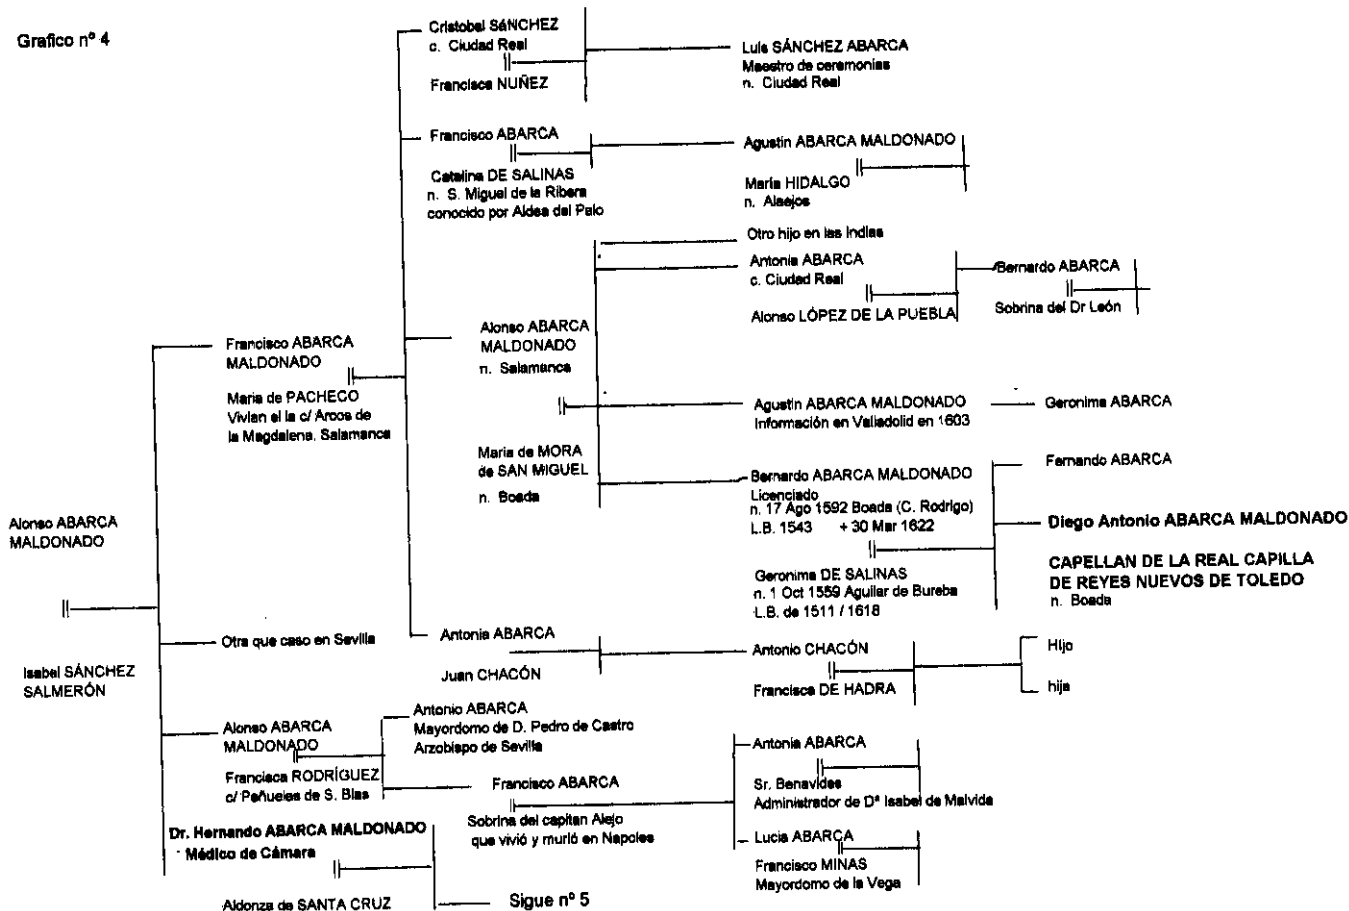 Grafico nº 4
Cristobal SáNCHEZ
c. Ciudad Real
Francisca NUÑEZ
Luis SÁNCHEZ ABARCA
Maestro de ceremonias
n. Ciudad Real
Francisco ABARCA
Catalina DE SALINAS
n. S. Miguel de la Ribera
conocido por Aldea del Palo
Agustín ABARCA MALDONADO
María HIDALGO
n. Alaejos
Otro hijo en las Indias
Antonia ABARCA
c. Ciudad Real
Alonso LÓPEZ DE LA PUEBLA
Bernardo ABARCA
Sobrina del Dr León
Francisco ABARCA
MALDONADO
Maria de PACHECO
Vivian el la c/ Arcos de
la Magdalena. Salamanca
Alonso ABARCA
MALDONADO
n. Salamanca
Maria de MORA
de SAN MIGUEL
n. Boada
Agustín ABARCA MALDONADO
Información en Valladolid en 1603
Geronima ABARCA
Bernardo ABARCA MALDONADO
Licenciado
n. 17 Ago 1592 Boada (C. Rodrigo)
L.B. 1543 + 30 Mar 1622
Geronima DE SALINAS
n. 1 Oct 1559 Aguilar de Bureba
L.B. de 1511 / 1618
Fernando ABARCA
Diego Antonio ABARCA MALDONADO
CAPELLAN DE LA REAL CAPILLA
DE REYES NUEVOS DE TOLEDO
n. Boada
Alonso ABARCA
MALDONADO
Isabel SÁNCHEZ
SALMERÓN
Otra que caso en Sevilla
Antonia ABARCA
Juan CHACÓN
Antonio CHACÓN
Francisca DE HADRA
Hijo
hija
Alonso ABARCA
MALDONADO
Francisca RODRÍGUEZ
c/ Peñueles de S. Blas
Antonio ABARCA
Mayordomo de D. Pedro de Castro
Arzobispo de Sevilla
Francisco ABARCA
Sobrina del capitan Alejo
que vivió y murló en Napoles
Antonia ABARCA
Sr. Benavides
Administrador de Dª Isabel de Malvida
Lucia ABARCA
Francisco MINAS
Mayordomo de la Vega
Dr. Hernando ABARCA MALDONADO
Médico de Cámara
Aldonza de SANTA CRUZ
Sigue nº 5